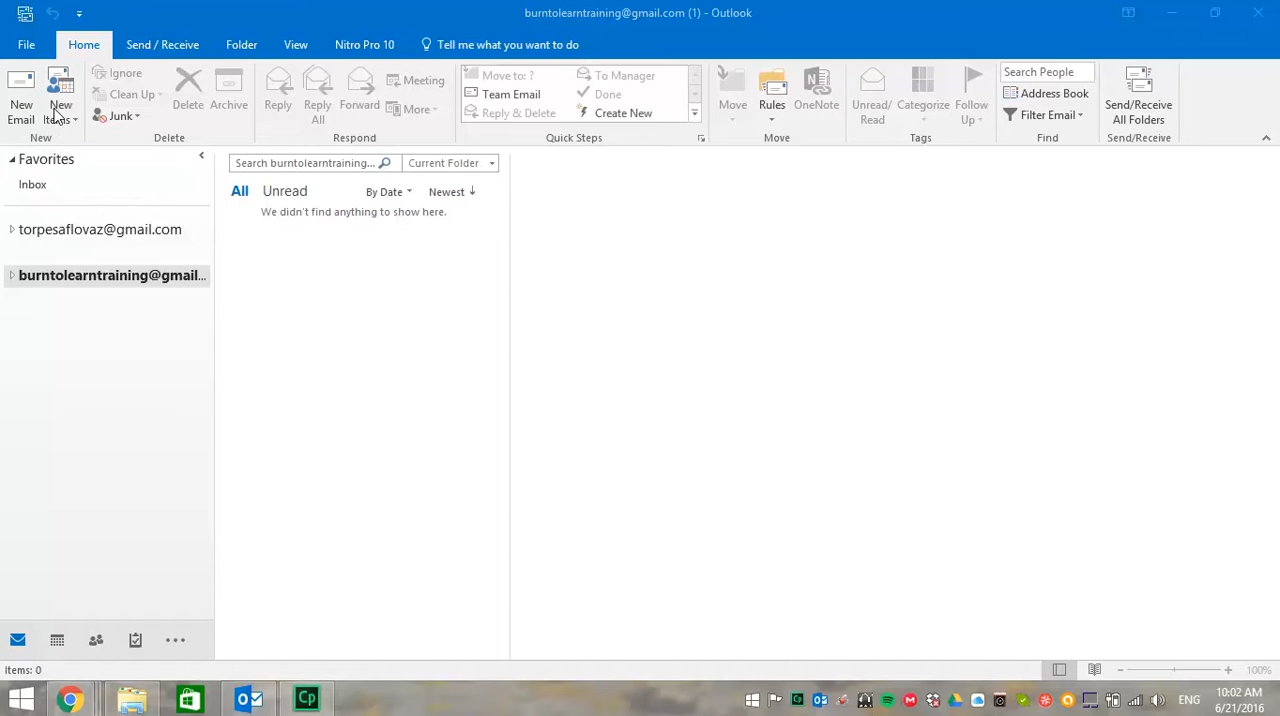 burntolearntraining@gmail.com (1) - Outlook
File Home Send / Receive Folder View Nitro Pro 10 Tell me what you want to do
New Email
New Items
New
Ignore
Clean Up
Junk
Delete
Archive
Delete
Reply
Reply All
Forward
Meeting
More
Respond
Move to: ?
Team Email
Reply & Delete
To Manager
Done
Create New
Quick Steps
Move
Rules
OneNote
Move
Unread/ Read
Categorize
Follow Up
Tags
Search People
Address Book
Filter Email
Find
Send/Receive All Folders
Send/Receive
Favorites
Inbox
torpesaflovaz@gmail.com
burntolearntraining@gmail...
Search burntolearntraining... Current Folder
All Unread By Date Newest
We didn't find anything to show here.
Items: 0
100%
Cp
ENG
10:02 AM
6/21/2016